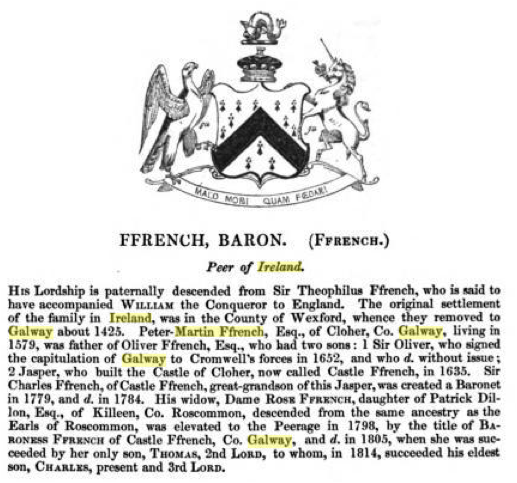 MALO MORI QUAM FŒDARI
FFRENCH, BARON. (FFRENCH.)
Peer of Ireland.
HIS Lordship is paternally descended from Sir Theophilus Ffrench, who is said to
have accompanied WILLIAM the Conqueror to England. The original settlement
of the family in Ireland, was in the County of Wexford, whence they removed to
Galway about 1425. Peter-Martin Ffrench, Esq., of Cloher, Co. Galway, living in
1579, was father of Oliver Ffrench, Esq., who had two sons: 1 Sir Oliver, who signed
the capitulation of Galway to Cromwell's forces in 1652, and who d. without issue;
2 Jasper, who built the Castle of Cloher, now called Castle Ffrench, in 1635. Sir
Charles Ffrench, of Castle Ffrench, great-grandson of this Jasper, was created a Baronet
in 1779, and d. in 1784. His widow, Dame ROSE FFRENCH, daughter of Patrick Dil-
lon, Esq., of Killeen, Co. Roscommon, descended from the same ancestry as the
Earls of Roscommon, was elevated to the Peerage in 1798, by the title of BA-
RONESS FFRENCH of Castle Ffrench, Co. Galway, and d. in 1805, when she was suc-
ceeded by her only son, THOMAS, 2nd LORD, to whom, in 1814, succeeded his eldest
son, CHARLES, present and 3rd LORD.